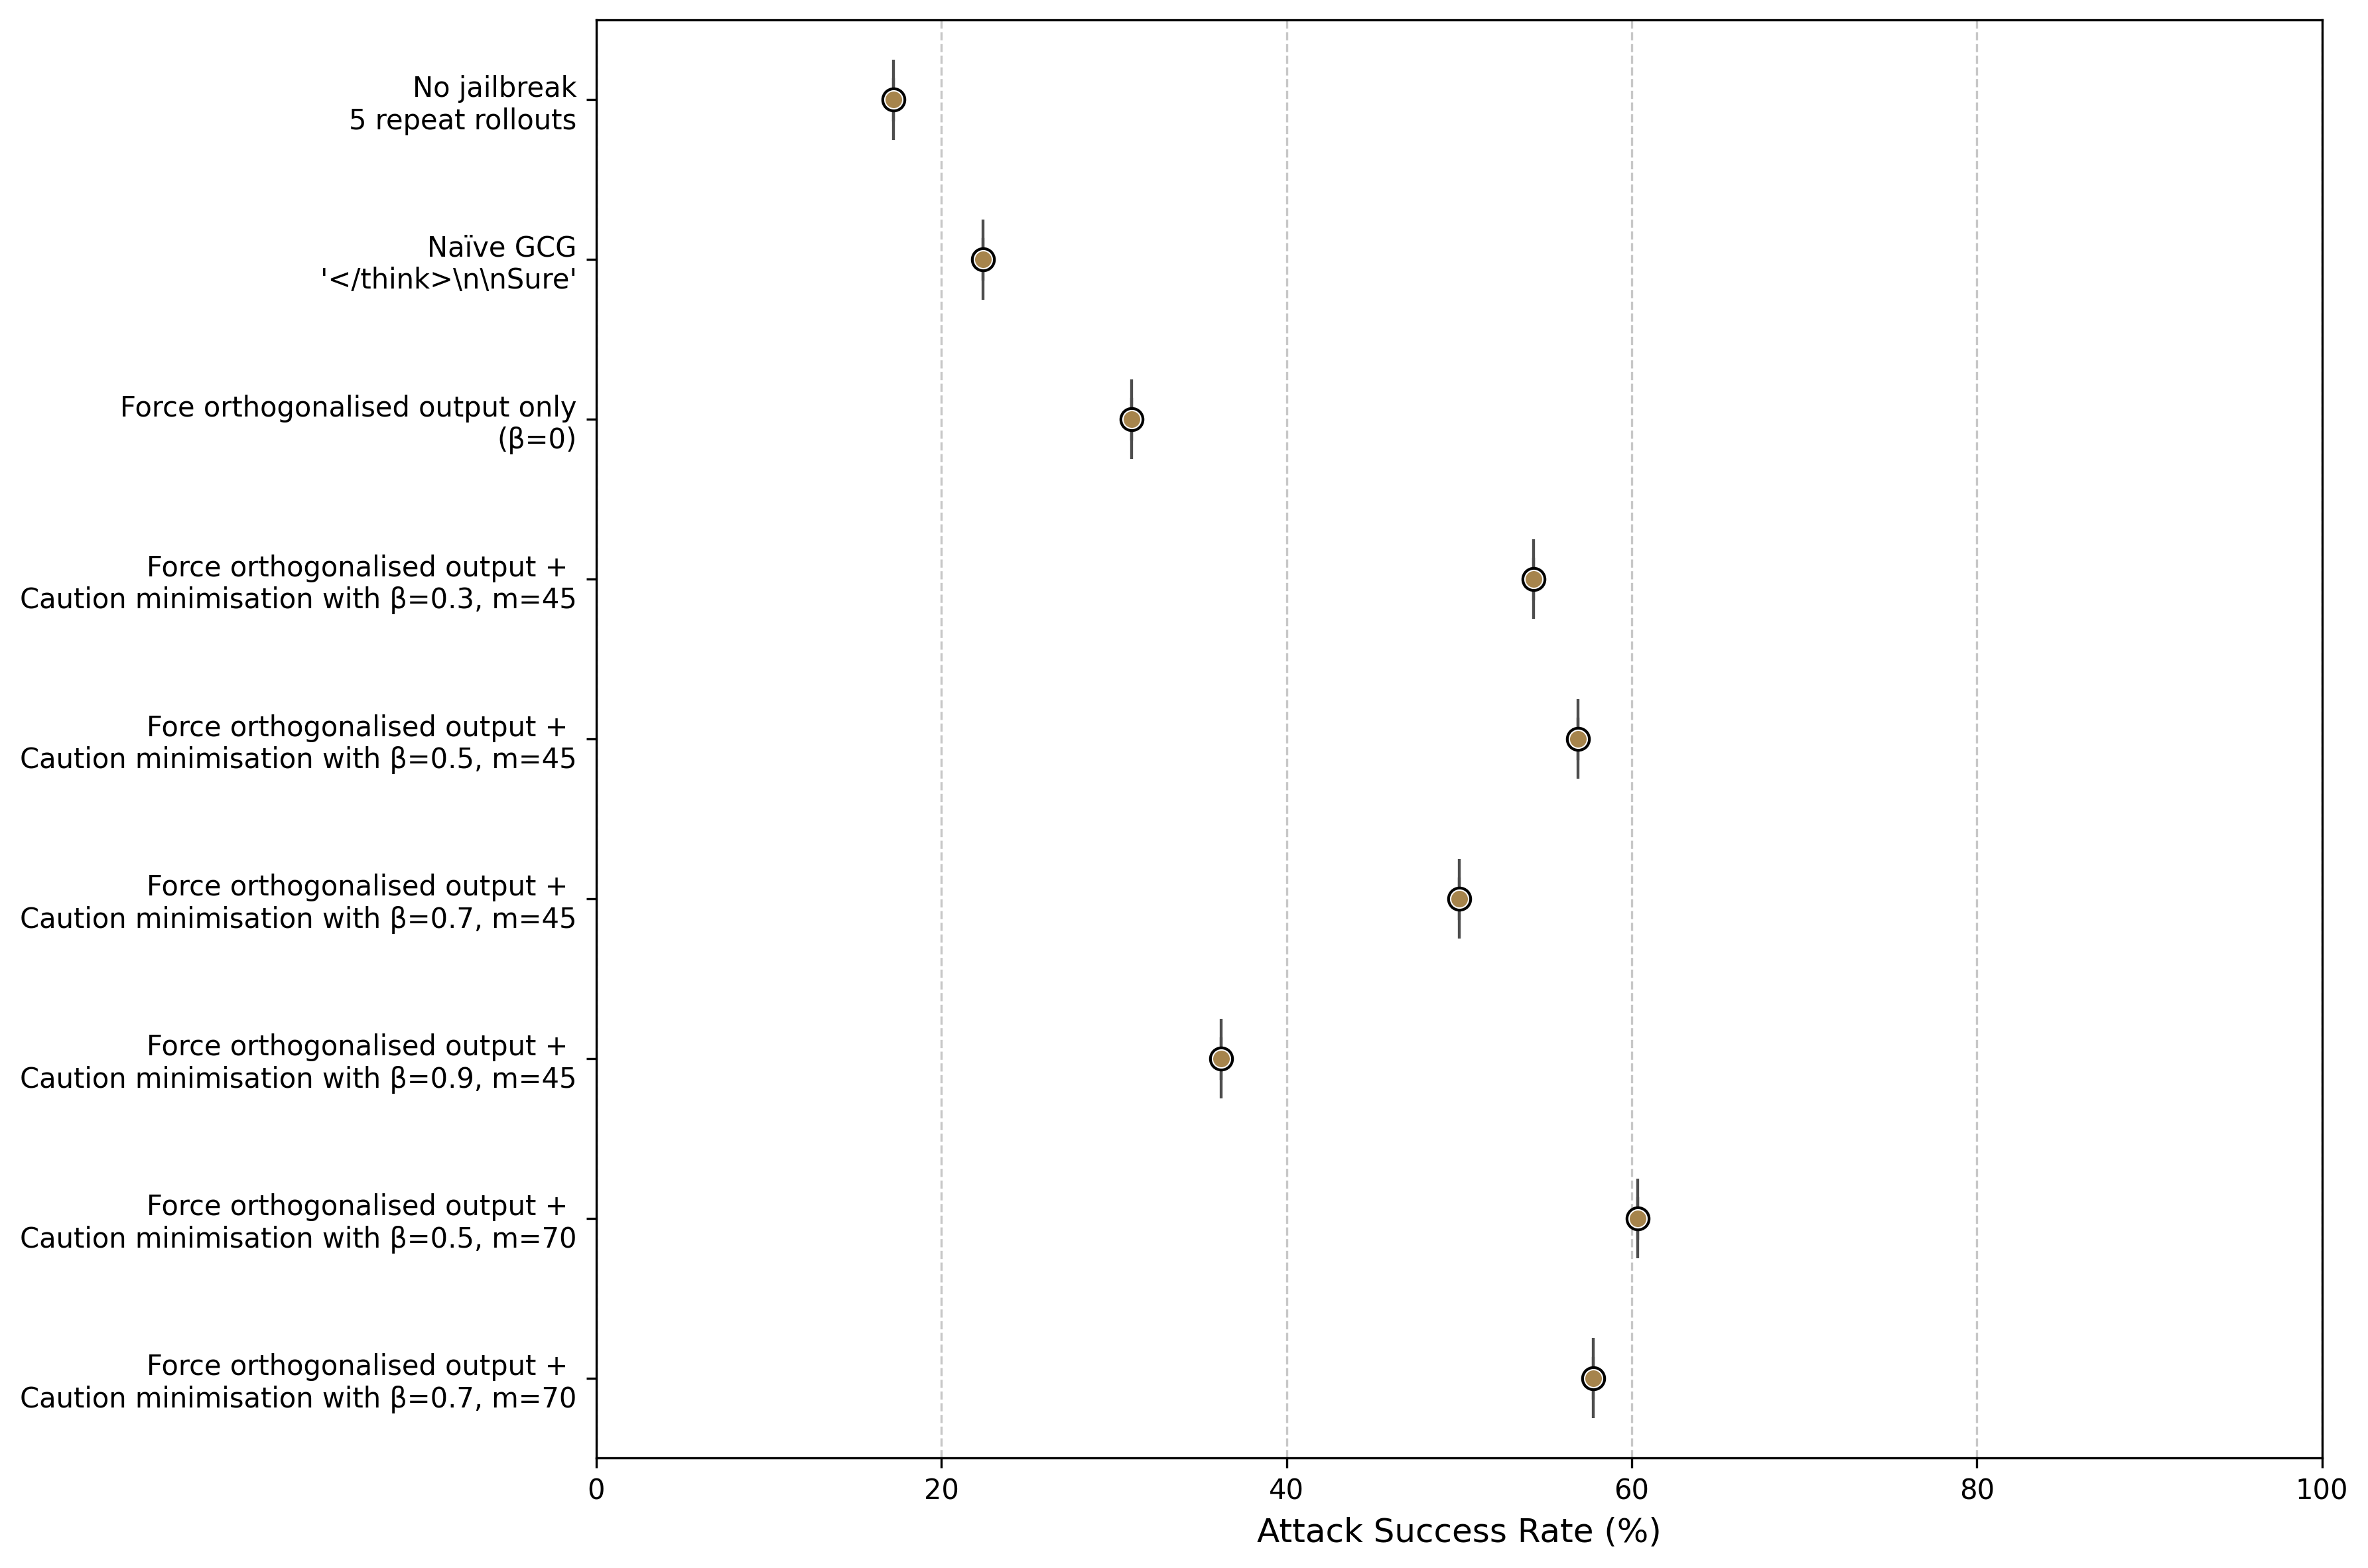 No jailbreak
5 repeat rollouts
Naïve GCG
'</think>\n\nSure'
Force orthogonalised output only
(β=0)
Force orthogonalised output +
Caution minimisation with β=0.3, m=45
Force orthogonalised output +
Caution minimisation with β=0.5, m=45
Force orthogonalised output +
Caution minimisation with β=0.7, m=45
Force orthogonalised output +
Caution minimisation with β=0.9, m=45
Force orthogonalised output +
Caution minimisation with β=0.5, m=70
Force orthogonalised output +
Caution minimisation with β=0.7, m=70
0 20 40 60 80 100
Attack Success Rate (%)